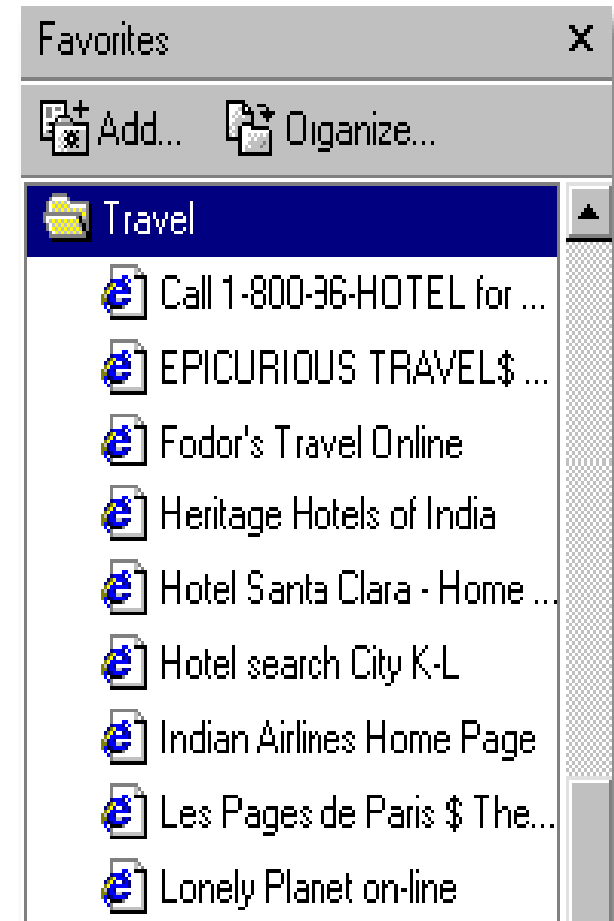 Favorites X
Add... Organize...
Travel
Call 1-800-96-HOTEL for ...
EPICURIOUS TRAVEL$ ...
Fodor's Travel Online
Heritage Hotels of India
Hotel Santa Clara - Home ...
Hotel search City K-L
Indian Airlines Home Page
Les Pages de Paris $ The...
Lonely Planet on-line